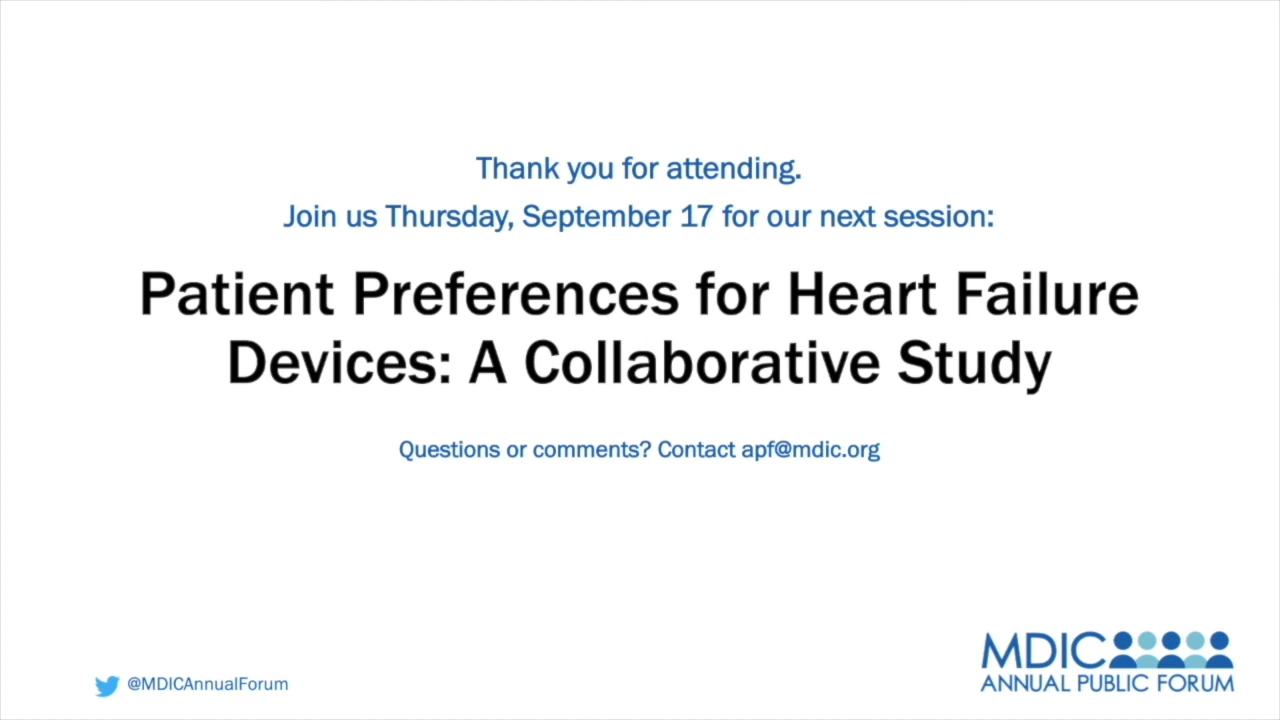 Thank you for attending.
Join us Thursday, September 17 for our next session:
Patient Preferences for Heart Failure
Devices: A Collaborative Study
Questions or comments? Contact apf@mdic.org
@MDICAnnualForum
MDIC
ANNUAL PUBLIC FORUM